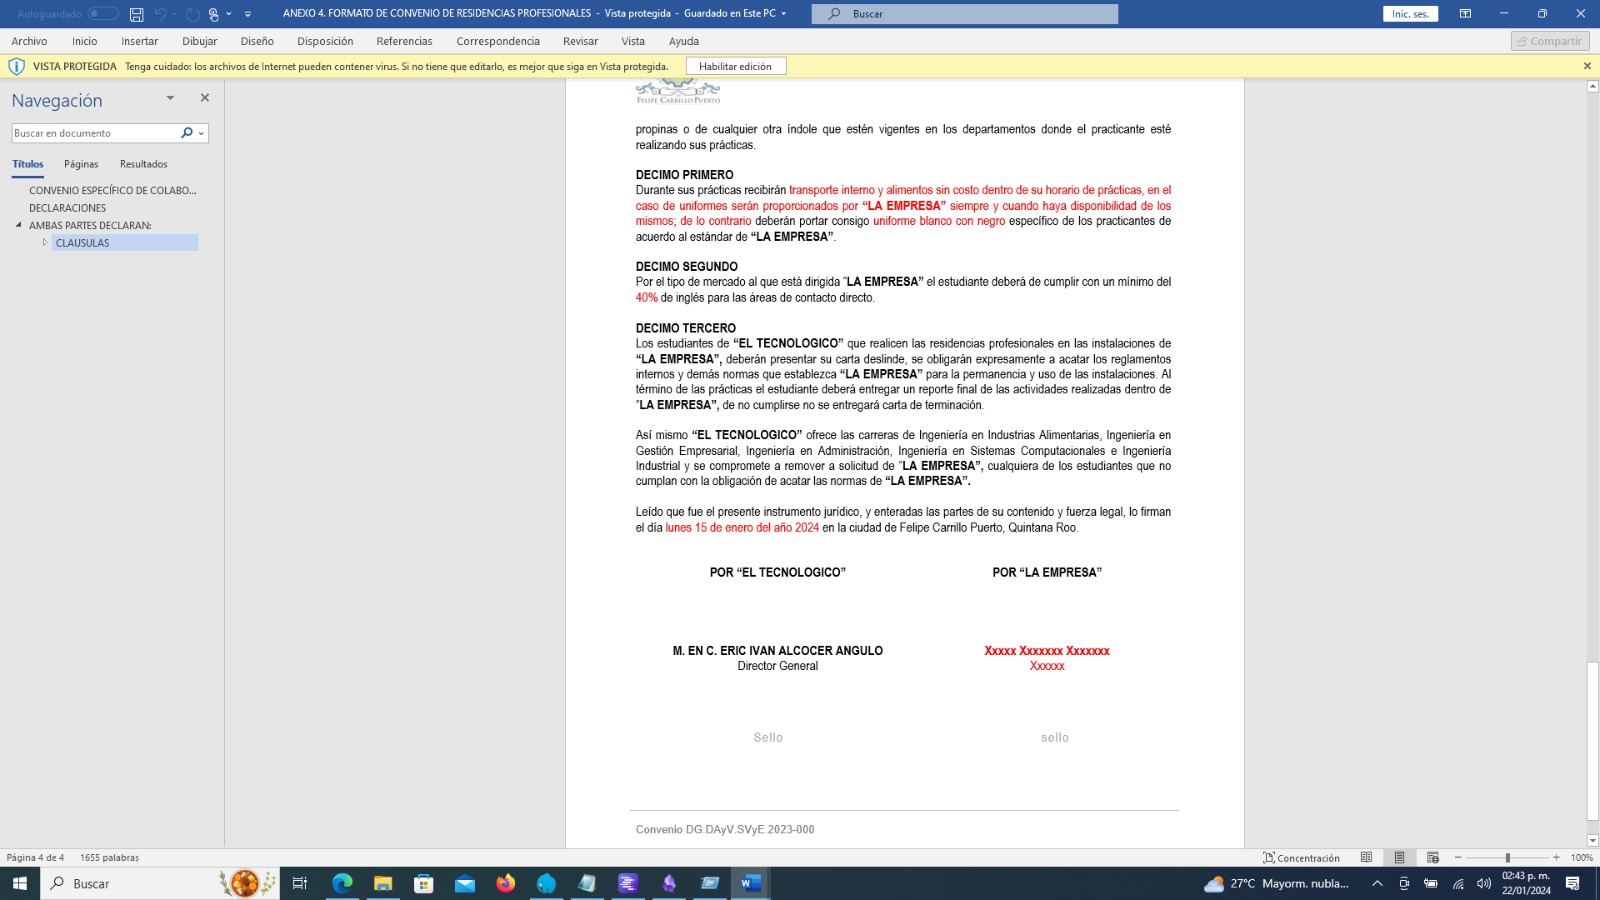 Autoguardado
ANEXO 4. FORMATO DE CONVENIO DE RESIDENCIAS PROFESIONALES - Vista protegida - Guardado en Este PC
Buscar
Inic. ses.
Archivo Inicio Insertar Dibujar Diseño Disposición Referencias Correspondencia Revisar Vista Ayuda
Compartir
VISTA PROTEGIDA Tenga cuidado: los archivos de Internet pueden contener virus. Si no tiene que editarlo, es mejor que siga en Vista protegida.
Habilitar edición
Navegación
Buscar en documento
Títulos Páginas Resultados
CONVENIO ESPECÍFICO DE COLABO...
DECLARACIONES
AMBAS PARTES DECLARAN:
CLAUSULAS
FELIPE CARRILLO PUERTO
propinas o de cualquier otra índole que estén vigentes en los departamentos donde el practicante esté
realizando sus prácticas.
DECIMO PRIMERO
Durante sus prácticas recibirán transporte interno y alimentos sin costo dentro de su horario de prácticas, en el
caso de uniformes serán proporcionados por “LA EMPRESA” siempre y cuando haya disponibilidad de los
mismos; de lo contrario deberán portar consigo uniforme blanco con negro específico de los practicantes de
acuerdo al estándar de “LA EMPRESA”.
DECIMO SEGUNDO
Por el tipo de mercado al que está dirigida “LA EMPRESA” el estudiante deberá de cumplir con un mínimo del
40% de inglés para las áreas de contacto directo.
DECIMO TERCERO
Los estudiantes de “EL TECNOLOGICO” que realicen las residencias profesionales en las instalaciones de
“LA EMPRESA”, deberán presentar su carta deslinde, se obligarán expresamente a acatar los reglamentos
internos y demás normas que establezca “LA EMPRESA” para la permanencia y uso de las instalaciones. Al
término de las prácticas el estudiante deberá entregar un reporte final de las actividades realizadas dentro de
“LA EMPRESA”, de no cumplirse no se entregará carta de terminación.
Así mismo “EL TECNOLOGICO” ofrece las carreras de Ingeniería en Industrias Alimentarias, Ingeniería en
Gestión Empresarial, Ingeniería en Administración, Ingeniería en Sistemas Computacionales e Ingeniería
Industrial y se compromete a remover a solicitud de “LA EMPRESA”, cualquiera de los estudiantes que no
cumplan con la obligación de acatar las normas de “LA EMPRESA”.
Leído que fue el presente instrumento jurídico, y enteradas las partes de su contenido y fuerza legal, lo firman
el día lunes 15 de enero del año 2024 en la ciudad de Felipe Carrillo Puerto, Quintana Roo.
POR “EL TECNOLOGICO” POR “LA EMPRESA”
M. EN C. ERIC IVAN ALCOCER ANGULO Xxxxx Xxxxxxx Xxxxxxx
Director General Xxxxxx
Sello sello
Convenio DG.DAyV.SVyE.2023-000
Página 4 de 4 1655 palabras
Concentración
100%
Buscar
27°C Mayorm. nubla...
02:43 p. m.
22/01/2024